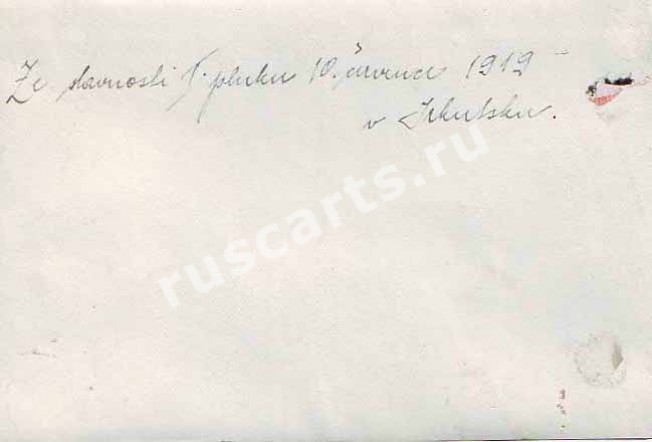 Ze slavnosti 1. pluku 10. července 1919
v Irkutsku.
ruscarts.ru